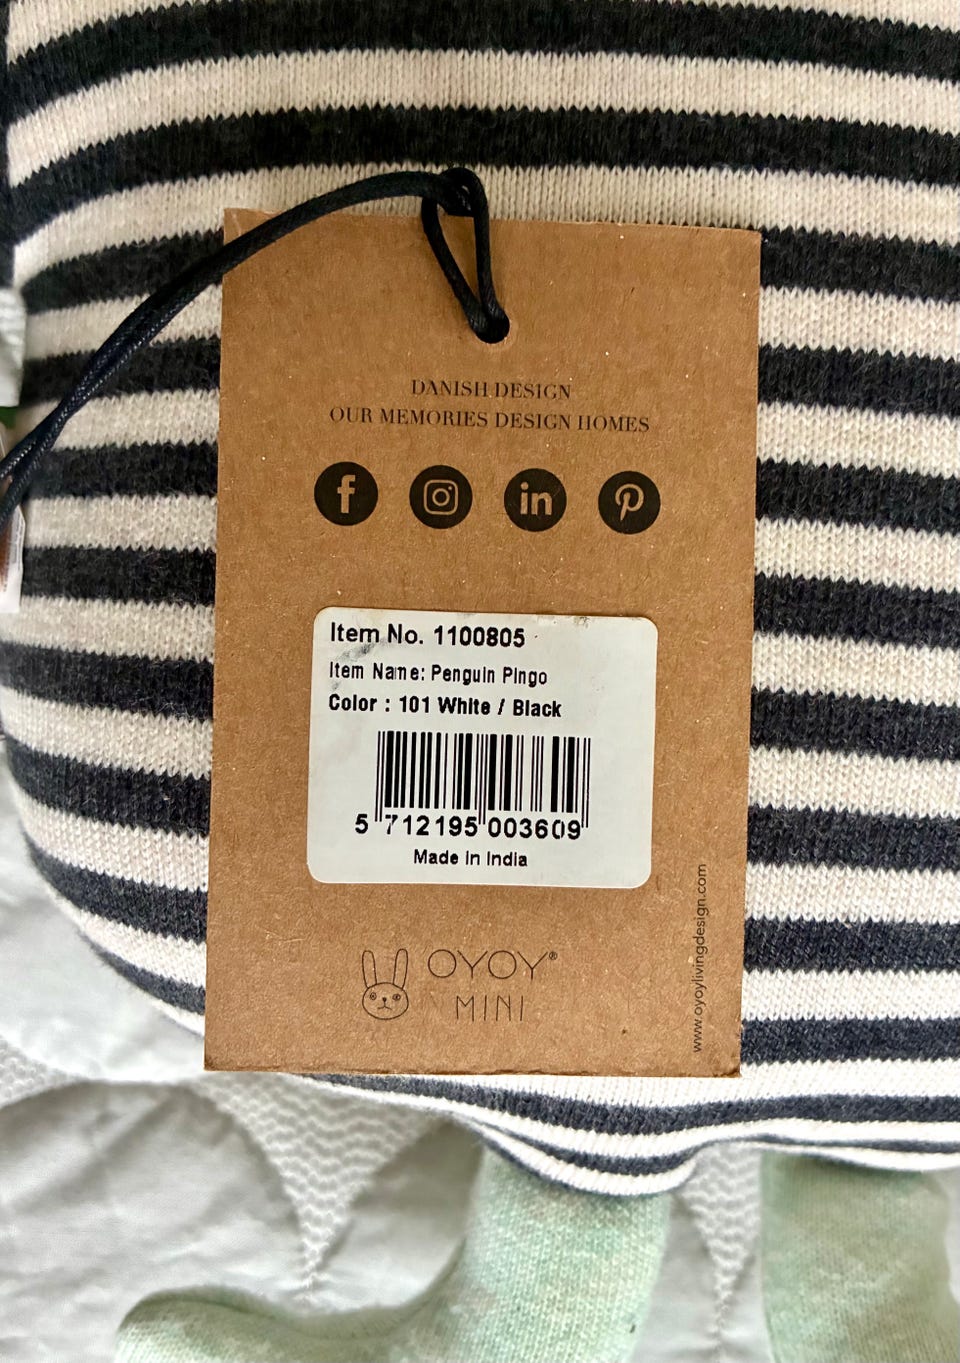 DANISH DESIGN
OUR MEMORIES DESIGN HOMES
Item No. 1100805
Item Name: Penguin Pingo
Color : 101 White / Black
5 712195 003609
Made in India
OYOY®
MINI
www.oyoylivingdesign.com